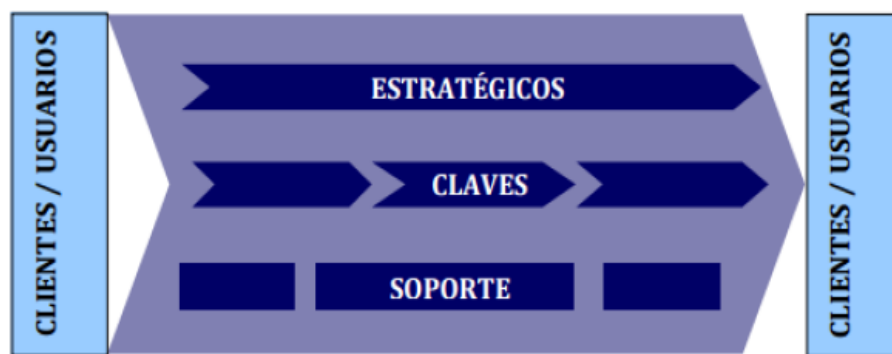 CLIENTES / USUARIOS
ESTRATÉGICOS
CLAVES
SOPORTE
CLIENTES / USUARIOS